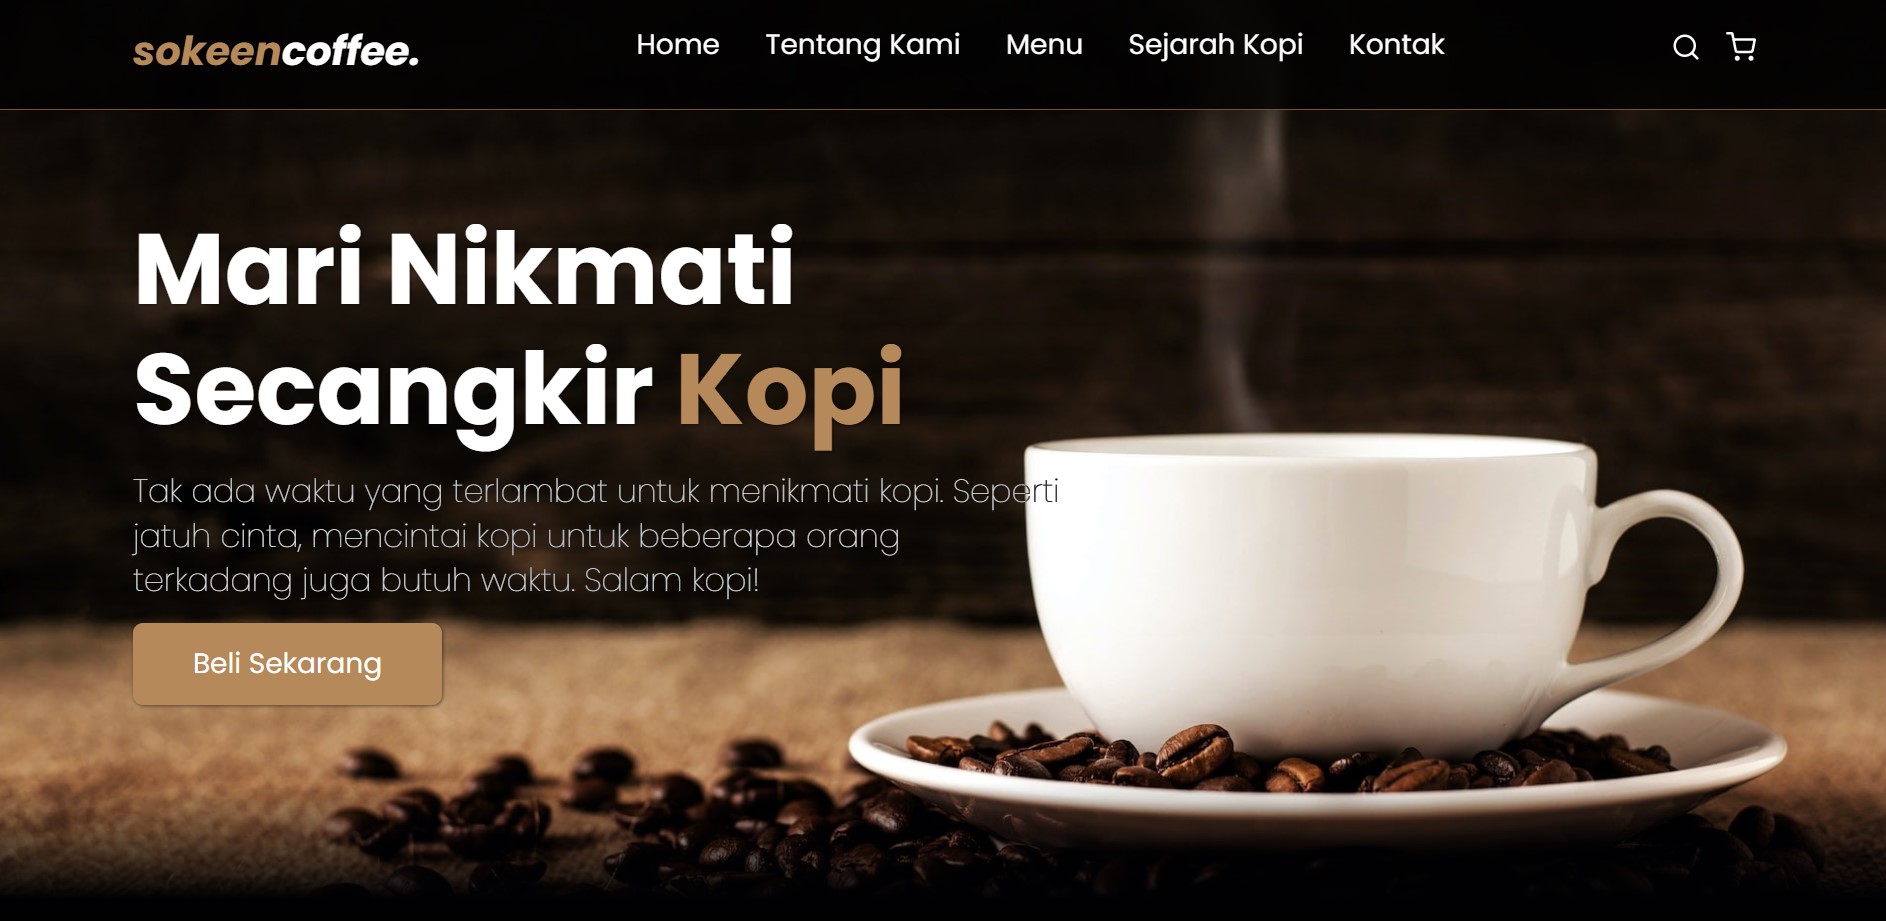 sokeencoffee.
Home Tentang Kami Menu Sejarah Kopi Kontak
Mari Nikmati
Secangkir Kopi
Tak ada waktu yang terlambat untuk menikmati kopi. Seperti
jatuh cinta, mencintai kopi untuk beberapa orang
terkadang juga butuh waktu. Salam kopi!
Beli Sekarang